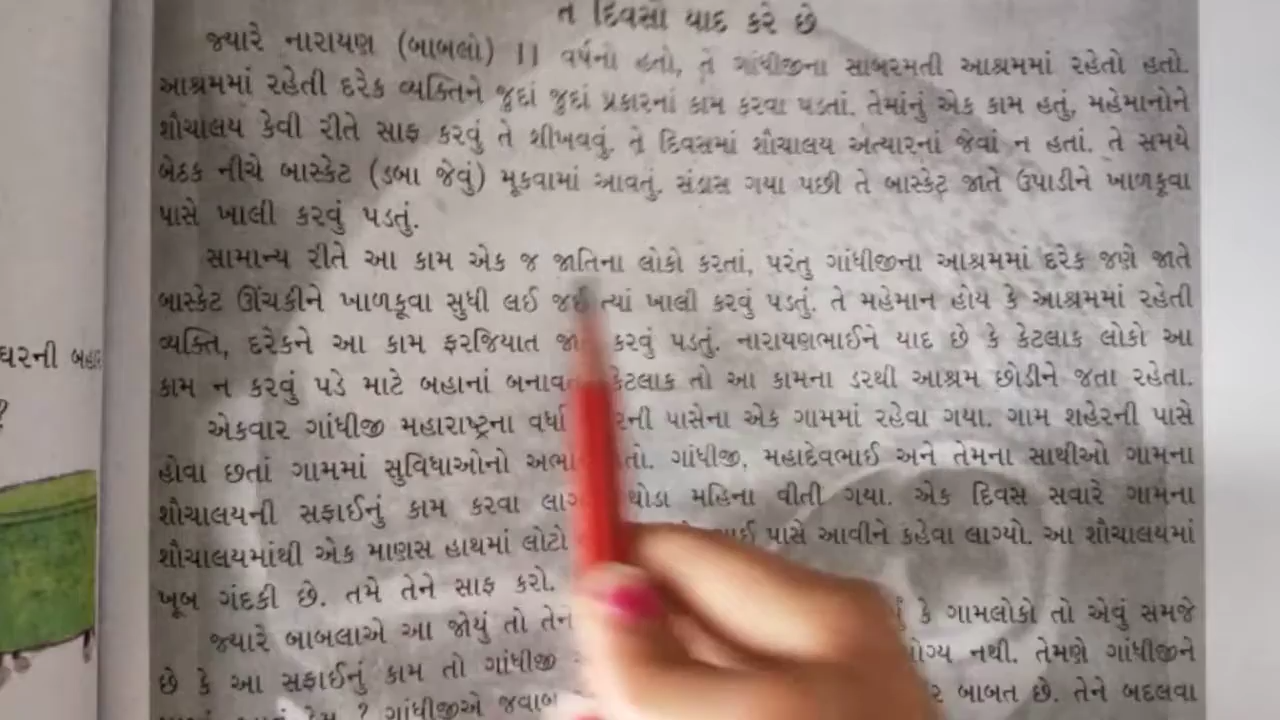 તે દિવસો યાદ કરે છે
જ્યારે નારાયણ (બાબલો) 11 વર્ષનો હતો, તે ગાંધીજીના સાબરમતી આશ્રમમાં રહેતો હતો.
આશ્રમમાં રહેતી દરેક વ્યક્તિને જુદાં જુદાં પ્રકારનાં કામ કરવા પડતાં. તેમાંનું એક કામ હતું, મહેમાનોને
શૌચાલય કેવી રીતે સાફ કરવું તે શીખવવું. તે દિવસમાં શૌચાલય અત્યારનાં જેવાં ન હતાં. તે સમયે
બેઠક નીચે બાસ્કેટ (ડબા જેવું) મૂકવામાં આવતું. સંડાસ ગયા પછી તે બાસ્કેટ જાતે ઉપાડીને ખાળકૂવા
પાસે ખાલી કરવું પડતું.
સામાન્ય રીતે આ કામ એક જ જાતિના લોકો કરતાં, પરંતુ ગાંધીજીના આશ્રમમાં દરેક જણે જાતે
બાસ્કેટ ઊંચકીને ખાળકૂવા સુધી લઈ જઈ ત્યાં ખાલી કરવું પડતું. તે મહેમાન હોય કે આશ્રમમાં રહેતી
વ્યક્તિ, દરેકને આ કામ ફરજિયાત કરવું પડતું. નારાયણભાઈને યાદ છે કે કેટલાક લોકો આ
કામ ન કરવું પડે માટે બહાનાં કેટલાક તો આ કામના ડરથી આશ્રમ છોડીને જતા રહેતા.
એકવાર ગાંધીજી મહારાષ્ટ્રના વર્ધા પાસેના એક ગામમાં રહેવા ગયા. ગામ શહેરની પાસે
હોવા છતાં ગામમાં સુવિધાઓનો ગાંધીજી, મહાદેવભાઈ અને તેમના સાથીઓ ગામના
શૌચાલયની સફાઈનું કામ કરવા થોડા મહિના વીતી ગયા. એક દિવસ સવારે ગામના
શૌચાલયમાંથી એક માણસ હાથમાં લોટો પાસે આવીને કહેવા લાગ્યો. આ શૌચાલયમાં
ખૂબ ગંદકી છે. તમે તેને સાફ કરો.
કે ગામલોકો તો એવું સમજે
જ્યારે બાબલાએ આ જોયું તો તેને
છે કે આ સફાઈનું કામ તો ગાંધીજી નથી. તેમણે ગાંધીજીને
? ગાંધીજીએ જવાબ બાબત છે. તેને બદલવા
ઘરની